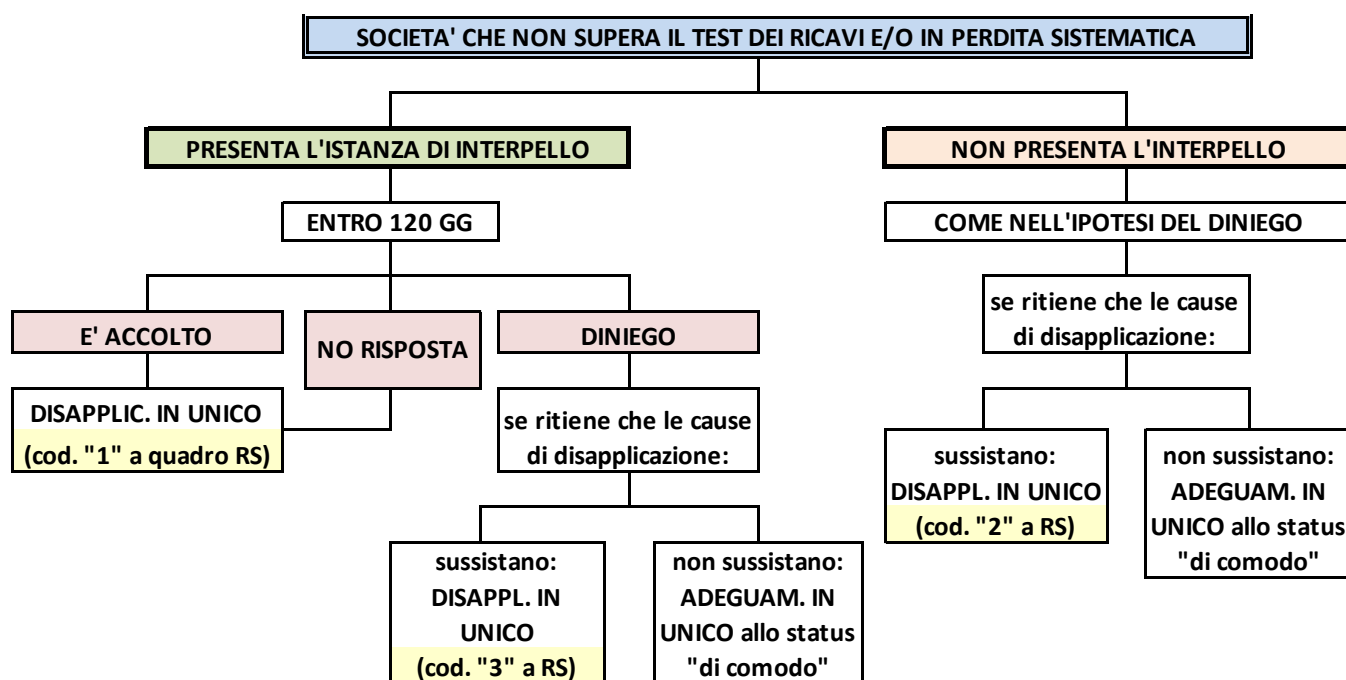 SOCIETA' CHE NON SUPERA IL TEST DEI RICAVI E/O IN PERDITA SISTEMATICA
PRESENTA L'ISTANZA DI INTERPELLO
NON PRESENTA L'INTERPELLO
ENTRO 120 GG
COME NELL'IPOTESI DEL DINIEGO
se ritiene che le cause
di disapplicazione:
E' ACCOLTO
NO RISPOSTA
DINIEGO
DISAPPLIC. IN UNICO
(cod. "1" a quadro RS)
se ritiene che le cause
di disapplicazione:
sussistano:
DISAPPL. IN UNICO
(cod. "2" a RS)
non sussistano:
ADEGUAM. IN
UNICO allo status
"di comodo"
sussistano:
DISAPPL. IN
UNICO
(cod. "3" a RS)
non sussistano:
ADEGUAM. IN
UNICO allo status
"di comodo"